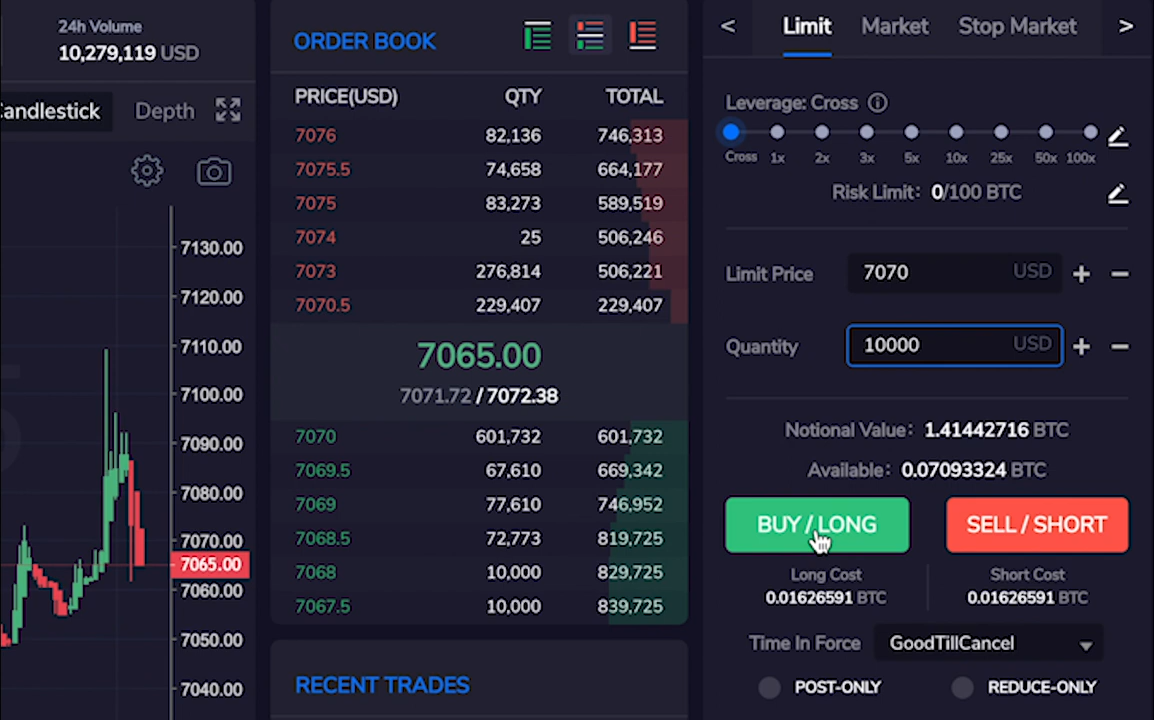 24h Volume
10,279,119 USD
Candlestick
Depth
7130.00
7120.00
7110.00
7100.00
7090.00
7080.00
7070.00
7065.00
7060.00
7050.00
7040.00
ORDER BOOK
PRICE(USD) QTY TOTAL
7076 82,136 746,313
7075.5 74,658 664,177
7075 83,273 589,519
7074 25 506,246
7073 276,814 506,221
7070.5 229,407 229,407
7065.00
7071.72 / 7072.38
7070 601,732 601,732
7069.5 67,610 669,342
7069 77,610 746,952
7068.5 72,773 819,725
7068 10,000 829,725
7067.5 10,000 839,725
RECENT TRADES
< Limit Market Stop Market >
Leverage: Cross
Cross 1x 2x 3x 5x 10x 25x 50x 100x
Risk Limit: 0/100 BTC
Limit Price 7070 USD + −
Quantity 10000 USD + −
Notional Value: 1.41442716 BTC
Available: 0.07093324 BTC
BUY / LONG SELL / SHORT
Long Cost Short Cost
0.01626591 BTC 0.01626591 BTC
Time In Force GoodTillCancel
POST-ONLY REDUCE-ONLY